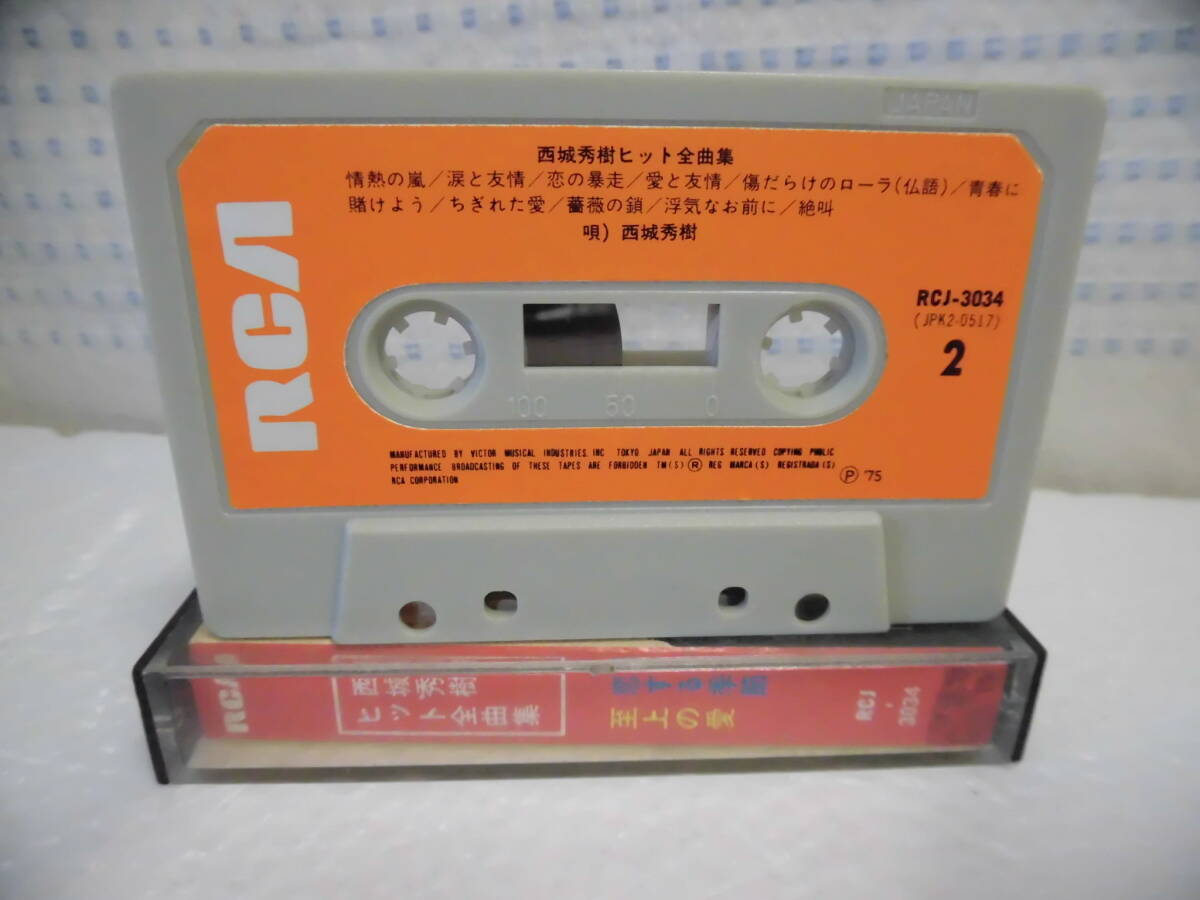 JAPAN
RCA
西城秀樹ヒット全曲集
情熱の嵐/涙と友情/恋の暴走/愛と友情/傷だらけのローラ(仏語)/青春に
賭けよう/ちぎれた愛/薔薇の鎖/浮気なお前に/絶叫
唄) 西城秀樹
RCJ-3034
(JPK2-0517)
2
100 50 0
MANUFACTURED BY VICTOR MUSICAL INDUSTRIES. INC TOKYO JAPAN ALL RIGHTS RESERVED COPYING PUBLIC
PERFORMANCE BROADCASTING OF THESE TAPES ARE FORBIDDEN TM(S) ® REG MARCA(S) REGISTRADA(S)
RCA CORPORATION
Ⓟ '75
RCA
西城秀樹
ヒット全曲集
恋する季節
至上の愛
RCJ
3034